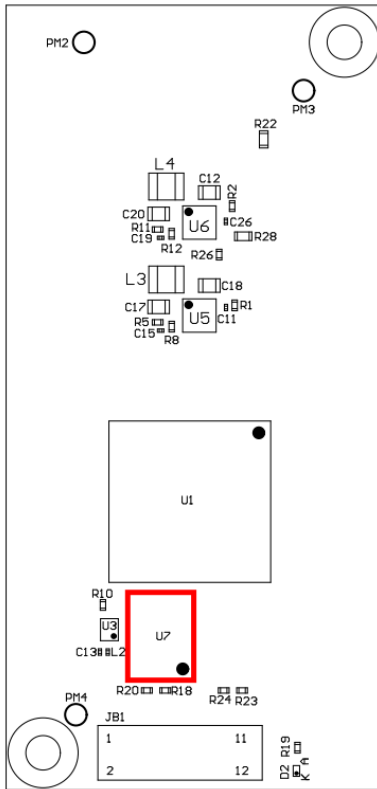 PM2
PM3
R22
L4
C12
R2
C20
C26
R11
U6
C19
R12
R28
R26
L3
C18
C17
R1
R5
U5
C11
C15
R8
U1
R10
U3
U7
C13
L2
R20
R18
R24
R23
PM4
JB1
1
11
R19
2
12
D2
K
A